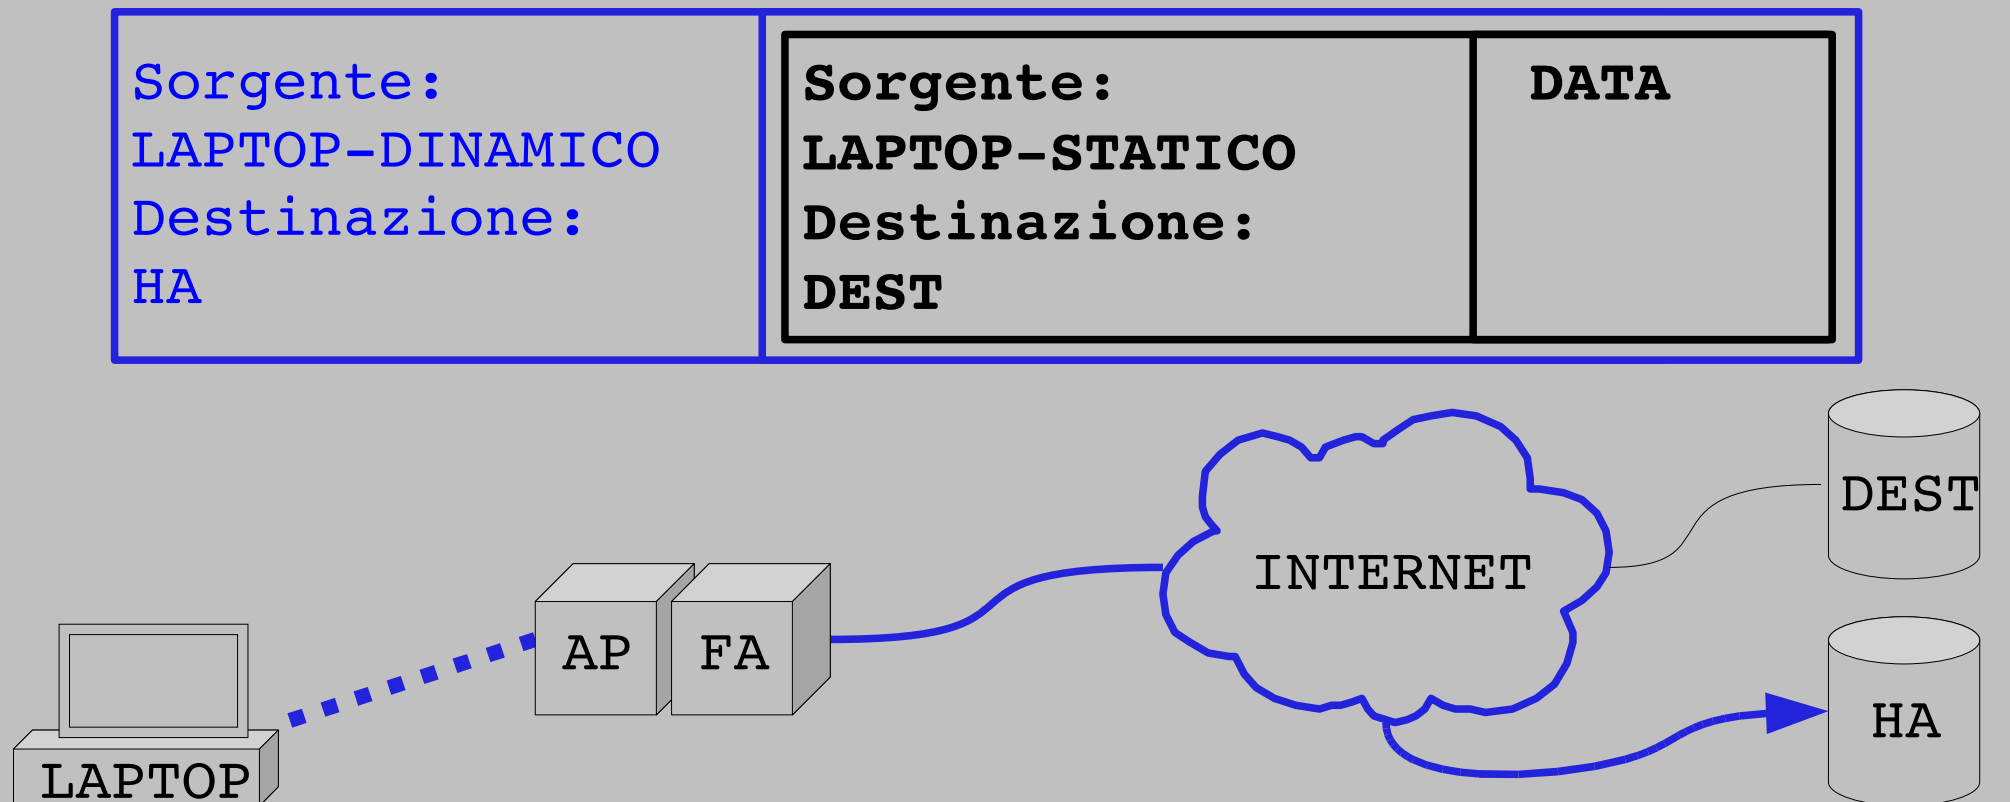 Sorgente:
LAPTOP-DINAMICO
Destinazione:
HA
Sorgente:
LAPTOP-STATICO
Destinazione:
DEST
DATA
DEST
INTERNET
AP
FA
HA
LAPTOP